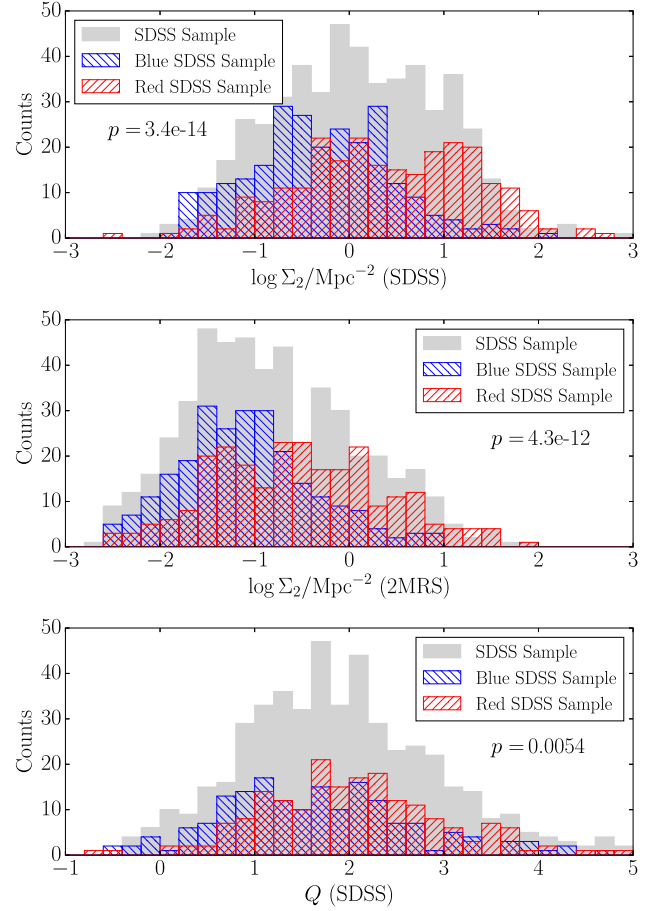 50
40
30
20
10
0
Counts
SDSS Sample
Blue SDSS Sample
Red SDSS Sample
p = 3.4e-14
−3 −2 −1 0 1 2 3
log Σ₂/Mpc⁻² (SDSS)
50
40
30
20
10
0
Counts
SDSS Sample
Blue SDSS Sample
Red SDSS Sample
p = 4.3e-12
−3 −2 −1 0 1 2 3
log Σ₂/Mpc⁻² (2MRS)
50
40
30
20
10
0
Counts
SDSS Sample
Blue SDSS Sample
Red SDSS Sample
p = 0.0054
−1 0 1 2 3 4 5
Q (SDSS)